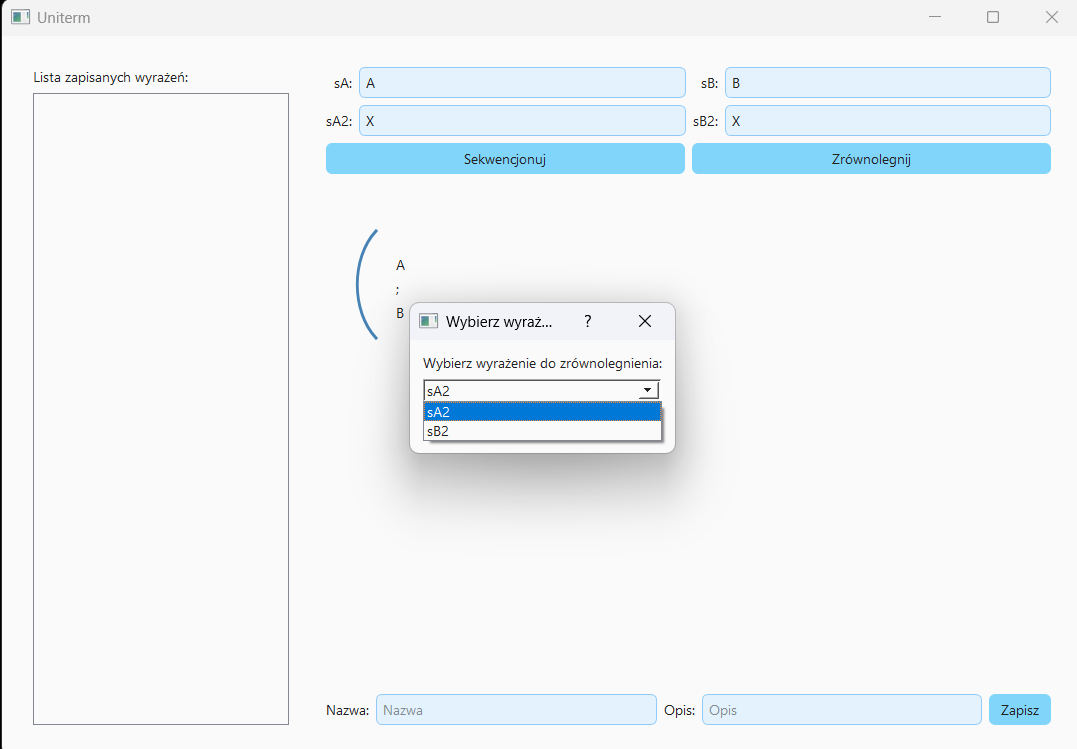 Uniterm
Lista zapisanych wyrażeń:
sA: A sB: B
sA2: X sB2: X
Sekwencjonuj Zrównolegnij
A
;
B
Wybierz wyraż... ?
Wybierz wyrażenie do zrównolegnienia:
sA2
sA2
sB2
Nazwa: Nazwa Opis: Opis Zapisz